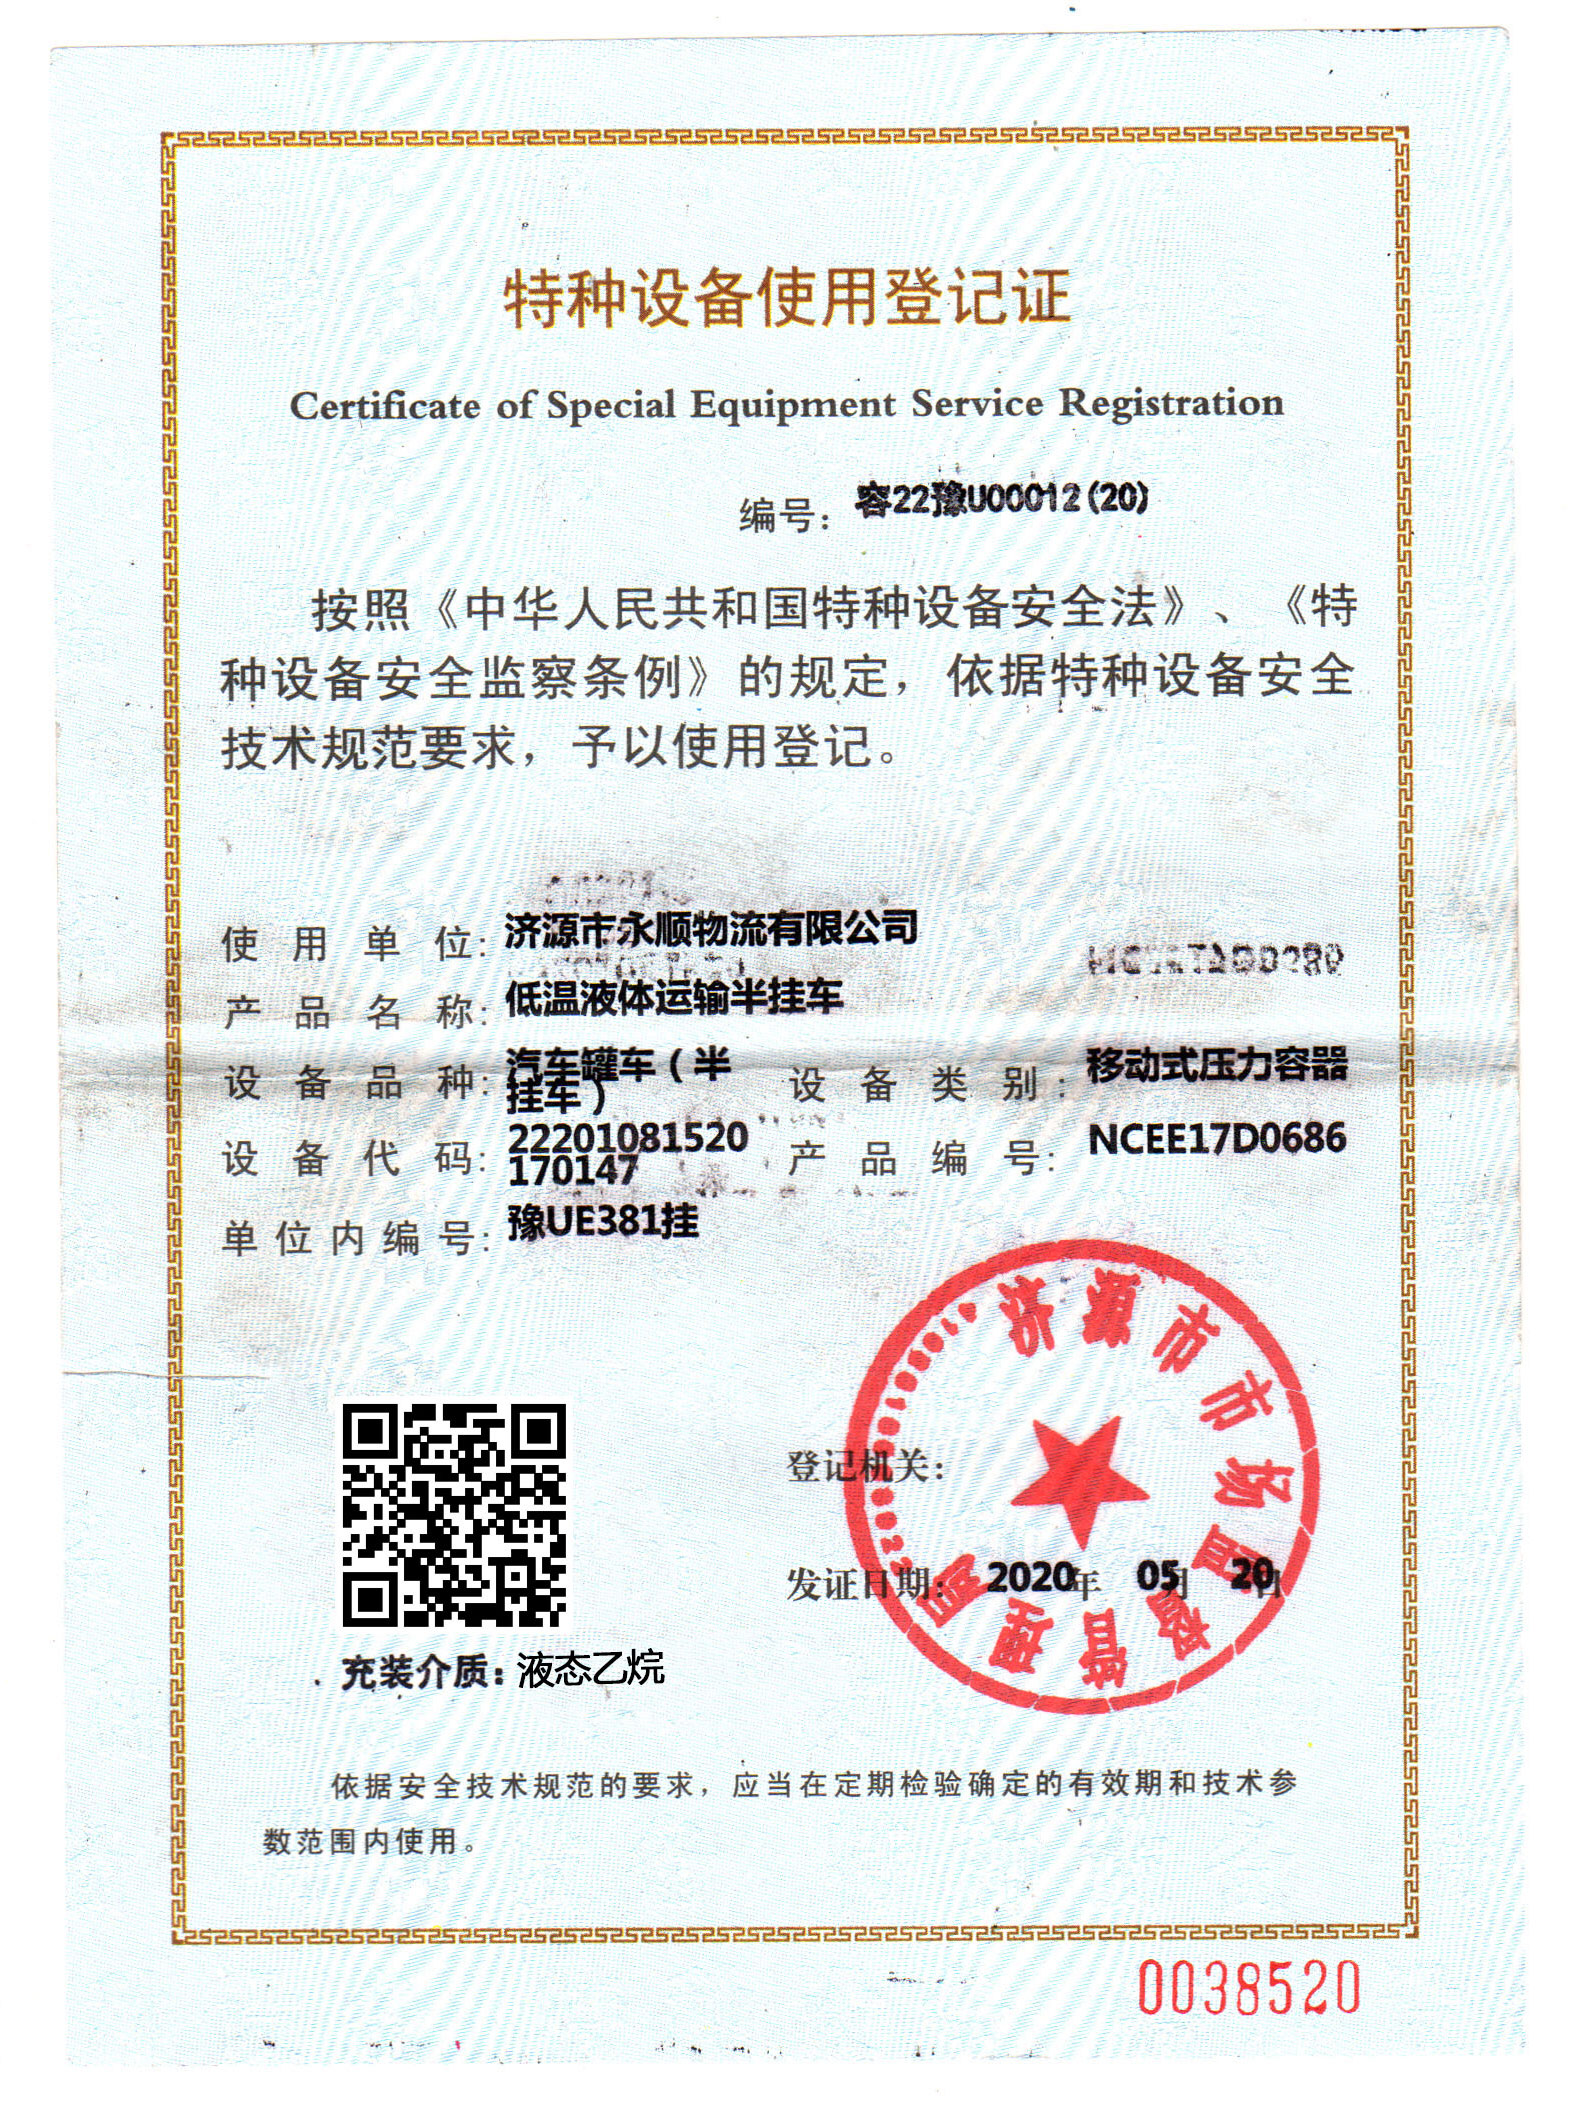 特种设备使用登记证
Certificate of Special Equipment Service Registration
编号：容22豫U00012(20)
按照《中华人民共和国特种设备安全法》、《特
种设备安全监察条例》的规定，依据特种设备安全
技术规范要求，予以使用登记。
使用单位：济源市永顺物流有限公司
产品名称：低温液体运输半挂车
设备品种：汽车罐车（半
挂车）
设备类别：移动式压力容器
设备代码：22201081520
170147
产品编号：NCEE17D0686
单位内编号：豫UE381挂
济源市市场监督管理局
登记机关：
发证日期：2020年05月20日
充装介质：液态乙烷
依据安全技术规范的要求，应当在定期检验确定的有效期和技术参
数范围内使用。
0038520